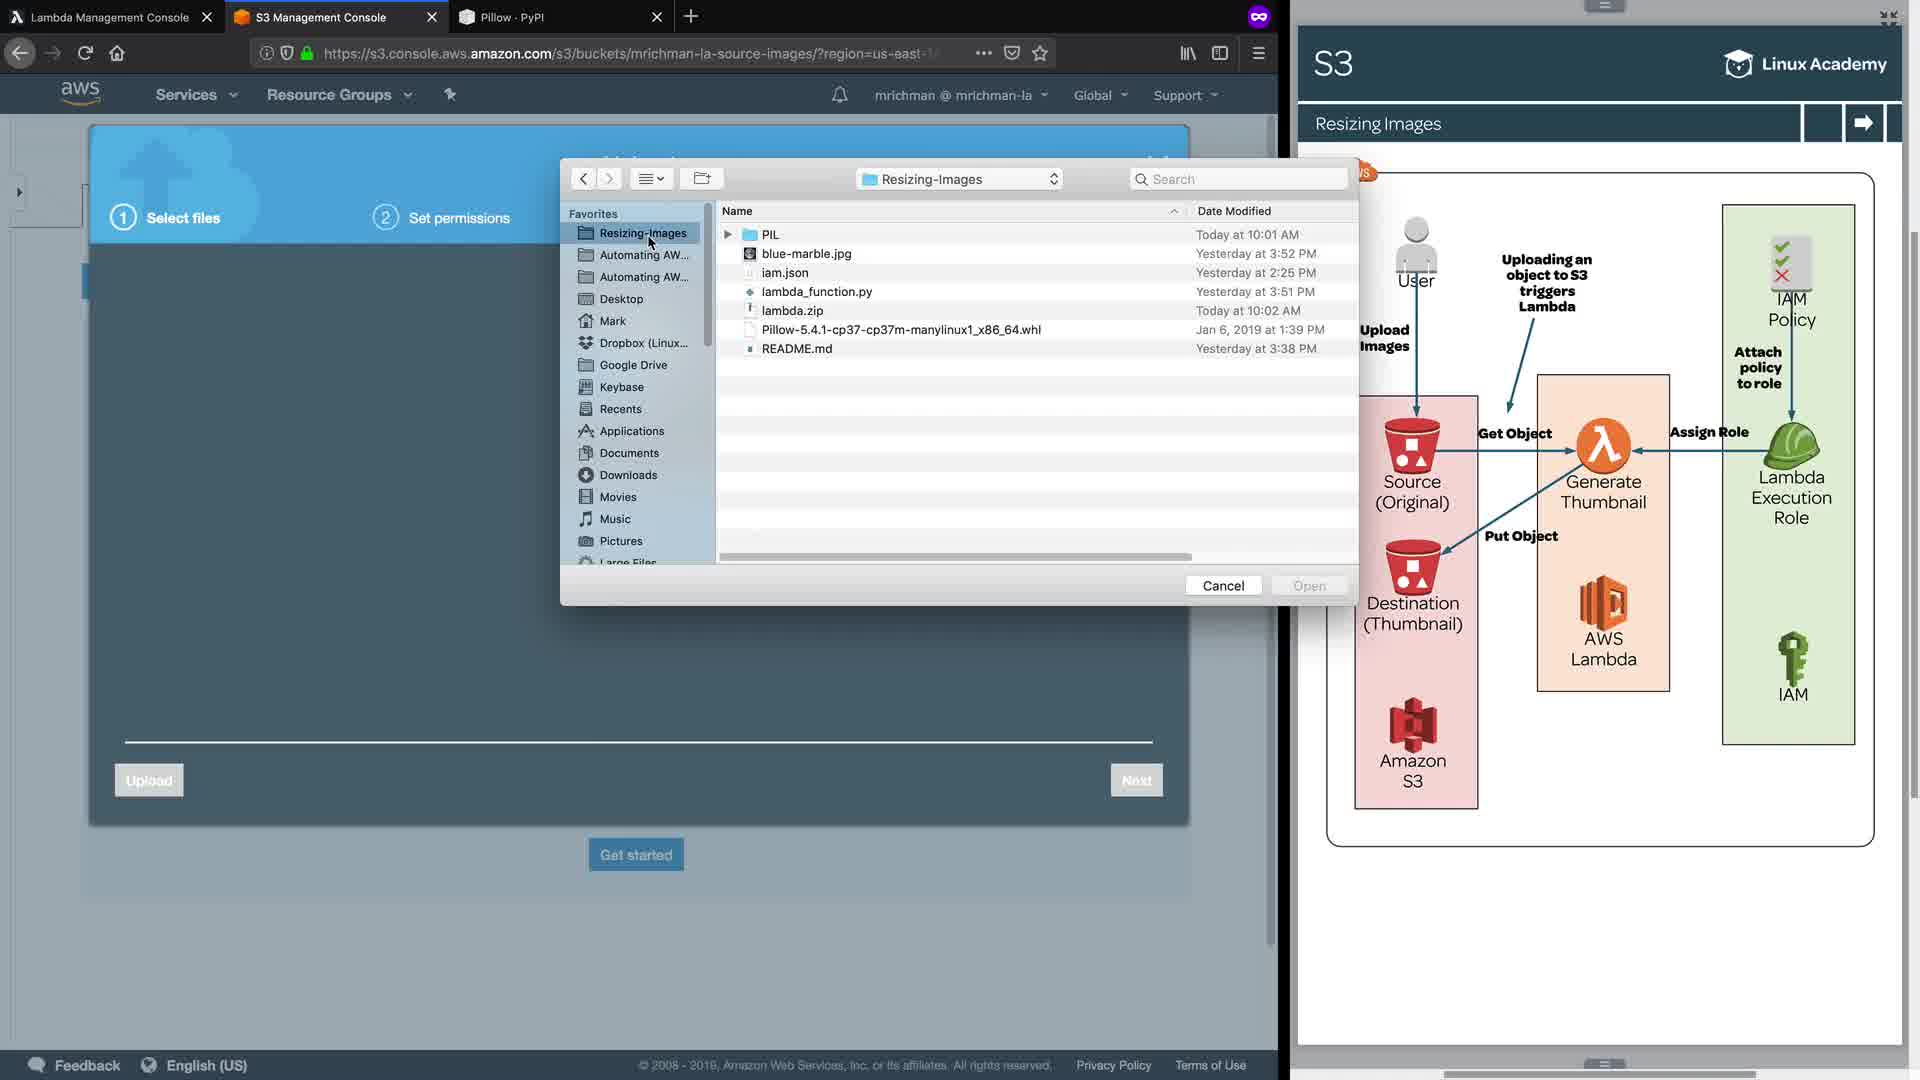 Lambda Management Console
S3 Management Console
Pillow · PyPI
https://s3.console.aws.amazon.com/s3/buckets/mrichman-la-source-images/?region=us-east-1
aws
Services
Resource Groups
mrichman @ mrichman-la
Global
Support
1 Select files
2 Set permissions
Resizing-Images
Search
Favorites
Resizing-Images
Automating AW...
Automating AW...
Desktop
Mark
Dropbox (Linux...
Google Drive
Keybase
Recents
Applications
Documents
Downloads
Movies
Music
Pictures
Large Files
Name Date Modified
PIL Today at 10:01 AM
blue-marble.jpg Yesterday at 3:52 PM
iam.json Yesterday at 2:25 PM
lambda_function.py Yesterday at 3:51 PM
lambda.zip Today at 10:02 AM
Pillow-5.4.1-cp37-cp37m-manylinux1_x86_64.whl Jan 6, 2019 at 1:39 PM
README.md Yesterday at 3:38 PM
Cancel
Open
Upload
Next
Get started
Feedback
English (US)
© 2008 - 2019, Amazon Web Services, Inc. or its affiliates. All rights reserved.
Privacy Policy
Terms of Use
S3
Linux Academy
Resizing Images
User
Upload
Images
Uploading an
object to S3
triggers
Lambda
IAM
Policy
Attach
policy
to role
Get Object
Assign Role
Source
(Original)
Generate
Thumbnail
Lambda
Execution
Role
Put Object
Destination
(Thumbnail)
AWS
Lambda
IAM
Amazon
S3